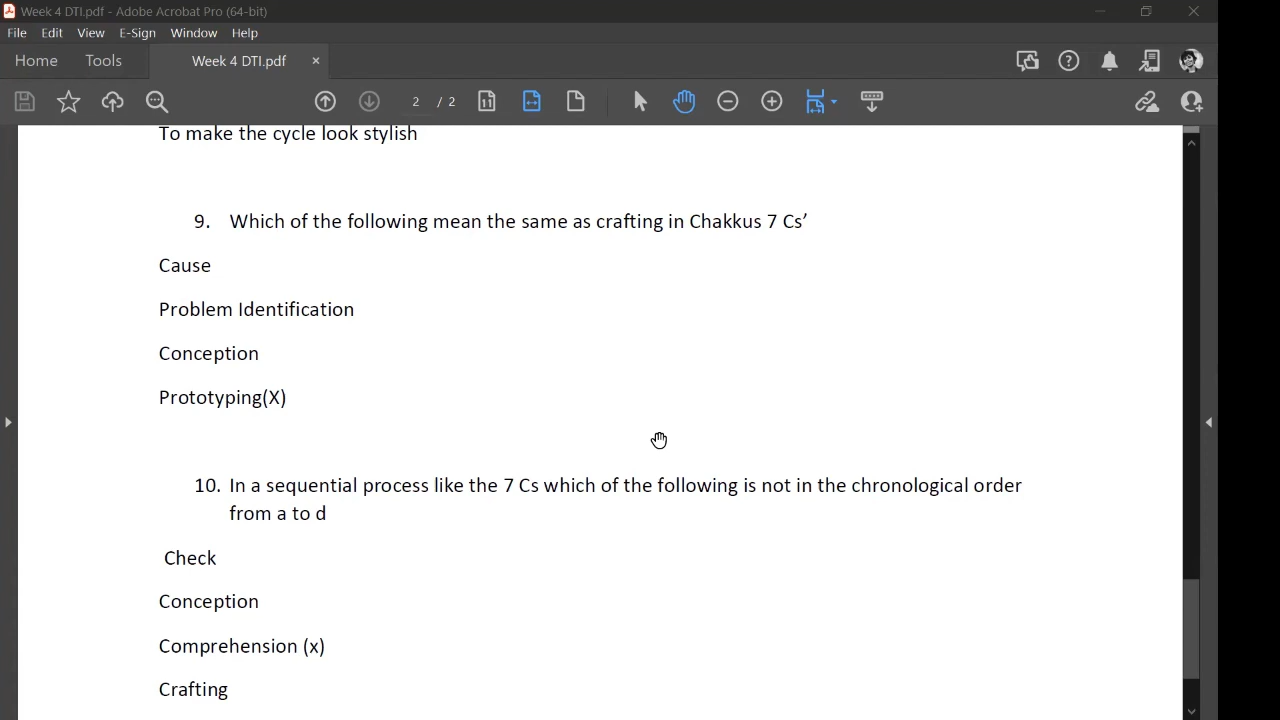 Week 4 DTI.pdf - Adobe Acrobat Pro (64-bit)
File Edit View E-Sign Window Help
Home Tools Week 4 DTI.pdf ×
2 / 2
To make the cycle look stylish
9. Which of the following mean the same as crafting in Chakkus 7 Cs’
Cause
Problem Identification
Conception
Prototyping(X)
10. In a sequential process like the 7 Cs which of the following is not in the chronological order
from a to d
Check
Conception
Comprehension (x)
Crafting